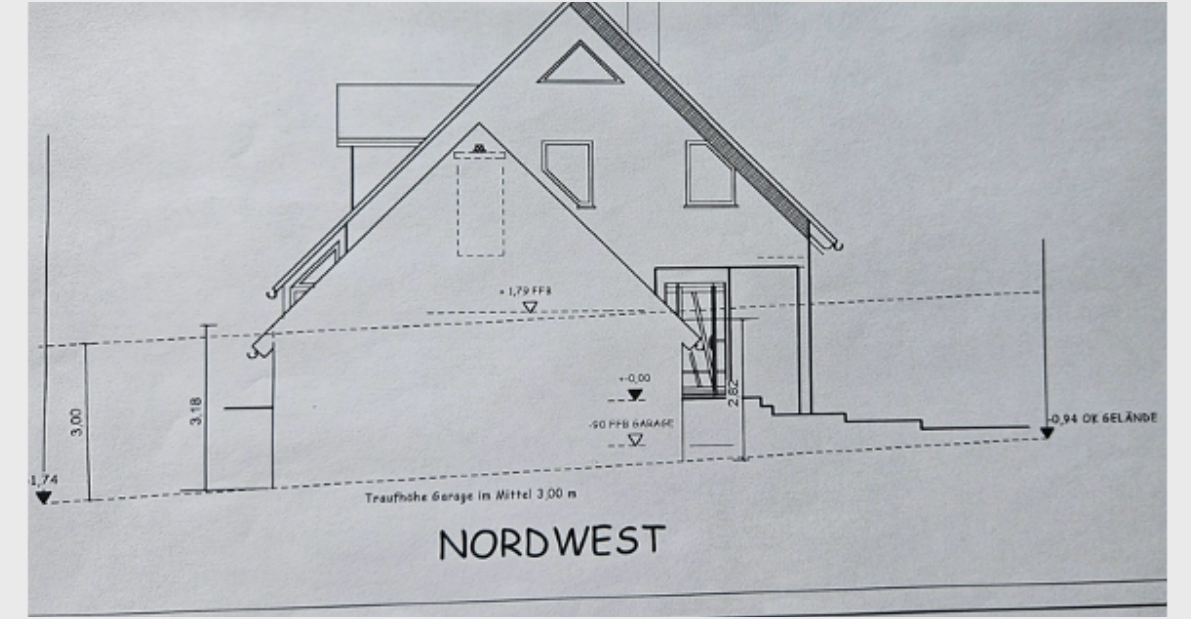 + 1,79 FFB
+-0,00
-90 FFB GARAGE
3,00
3,18
2,82
-0,94 OK GELÄNDE
1,74
Traufhöhe Garage im Mittel 3,00 m
NORDWEST